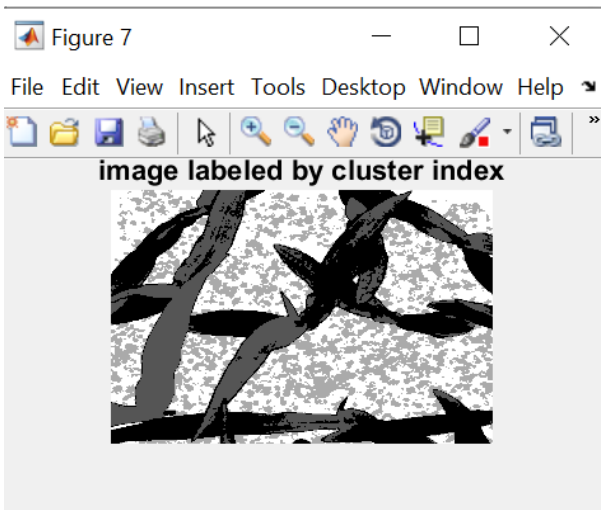 Figure 7
File Edit View Insert Tools Desktop Window Help
image labeled by cluster index